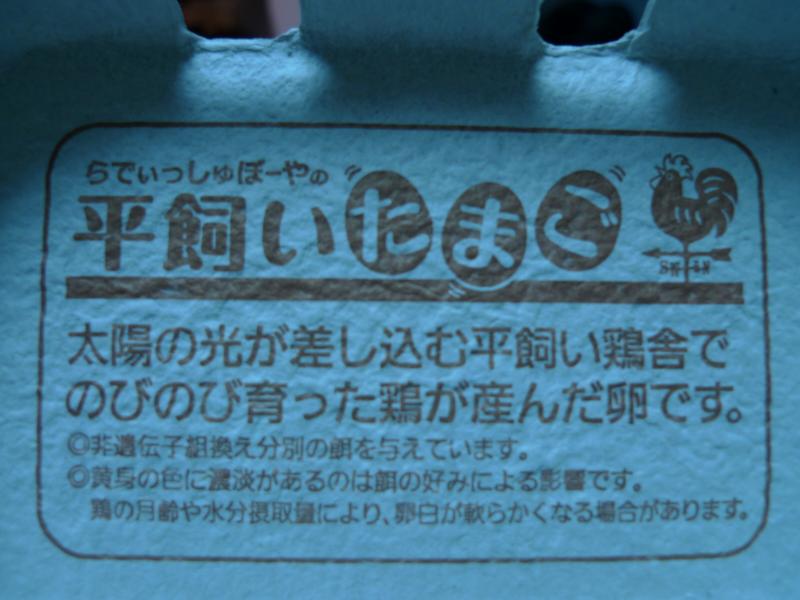 らでぃっしゅぼーやの
平飼いたまご
太陽の光が差し込む平飼い鶏舎で
のびのび育った鶏が産んだ卵です。
◎非遺伝子組換え分別の餌を与えています。
◎黄身の色に濃淡があるのは餌の好みによる影響です。
鶏の月齢や水分摂取量により、卵白が軟らかくなる場合があります。